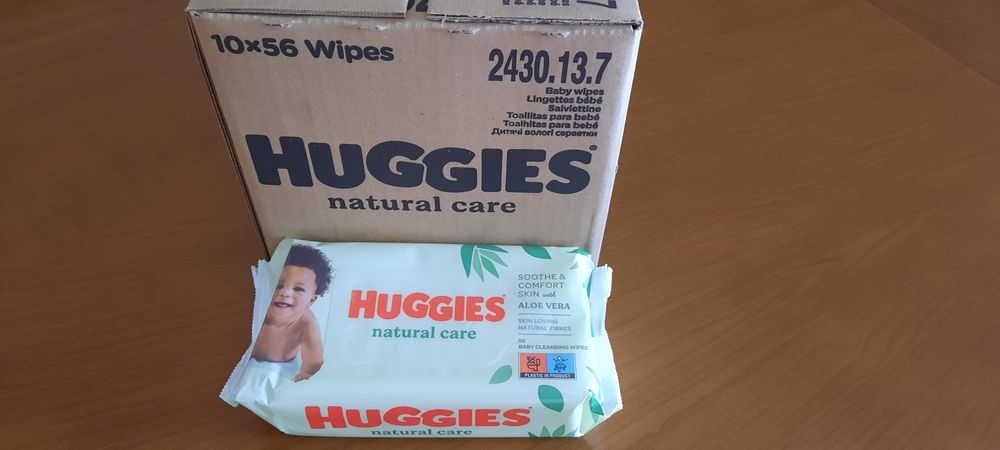 10x56 Wipes
2430.13.7
Baby wipes
Lingettes bébé
Salviettine
Toallitas para bebé
Toalhitas para bebé
Дитячі вологі серветки
HUGGIES®
natural care
SOOTHE &
COMFORT
SKIN with
ALOE VERA
HUGGIES®
natural care
SKIN LOVING
NATURAL FIBRES
56
BABY CLEANSING WIPES
PLASTIC IN PRODUCT
HUGGIES
natural care